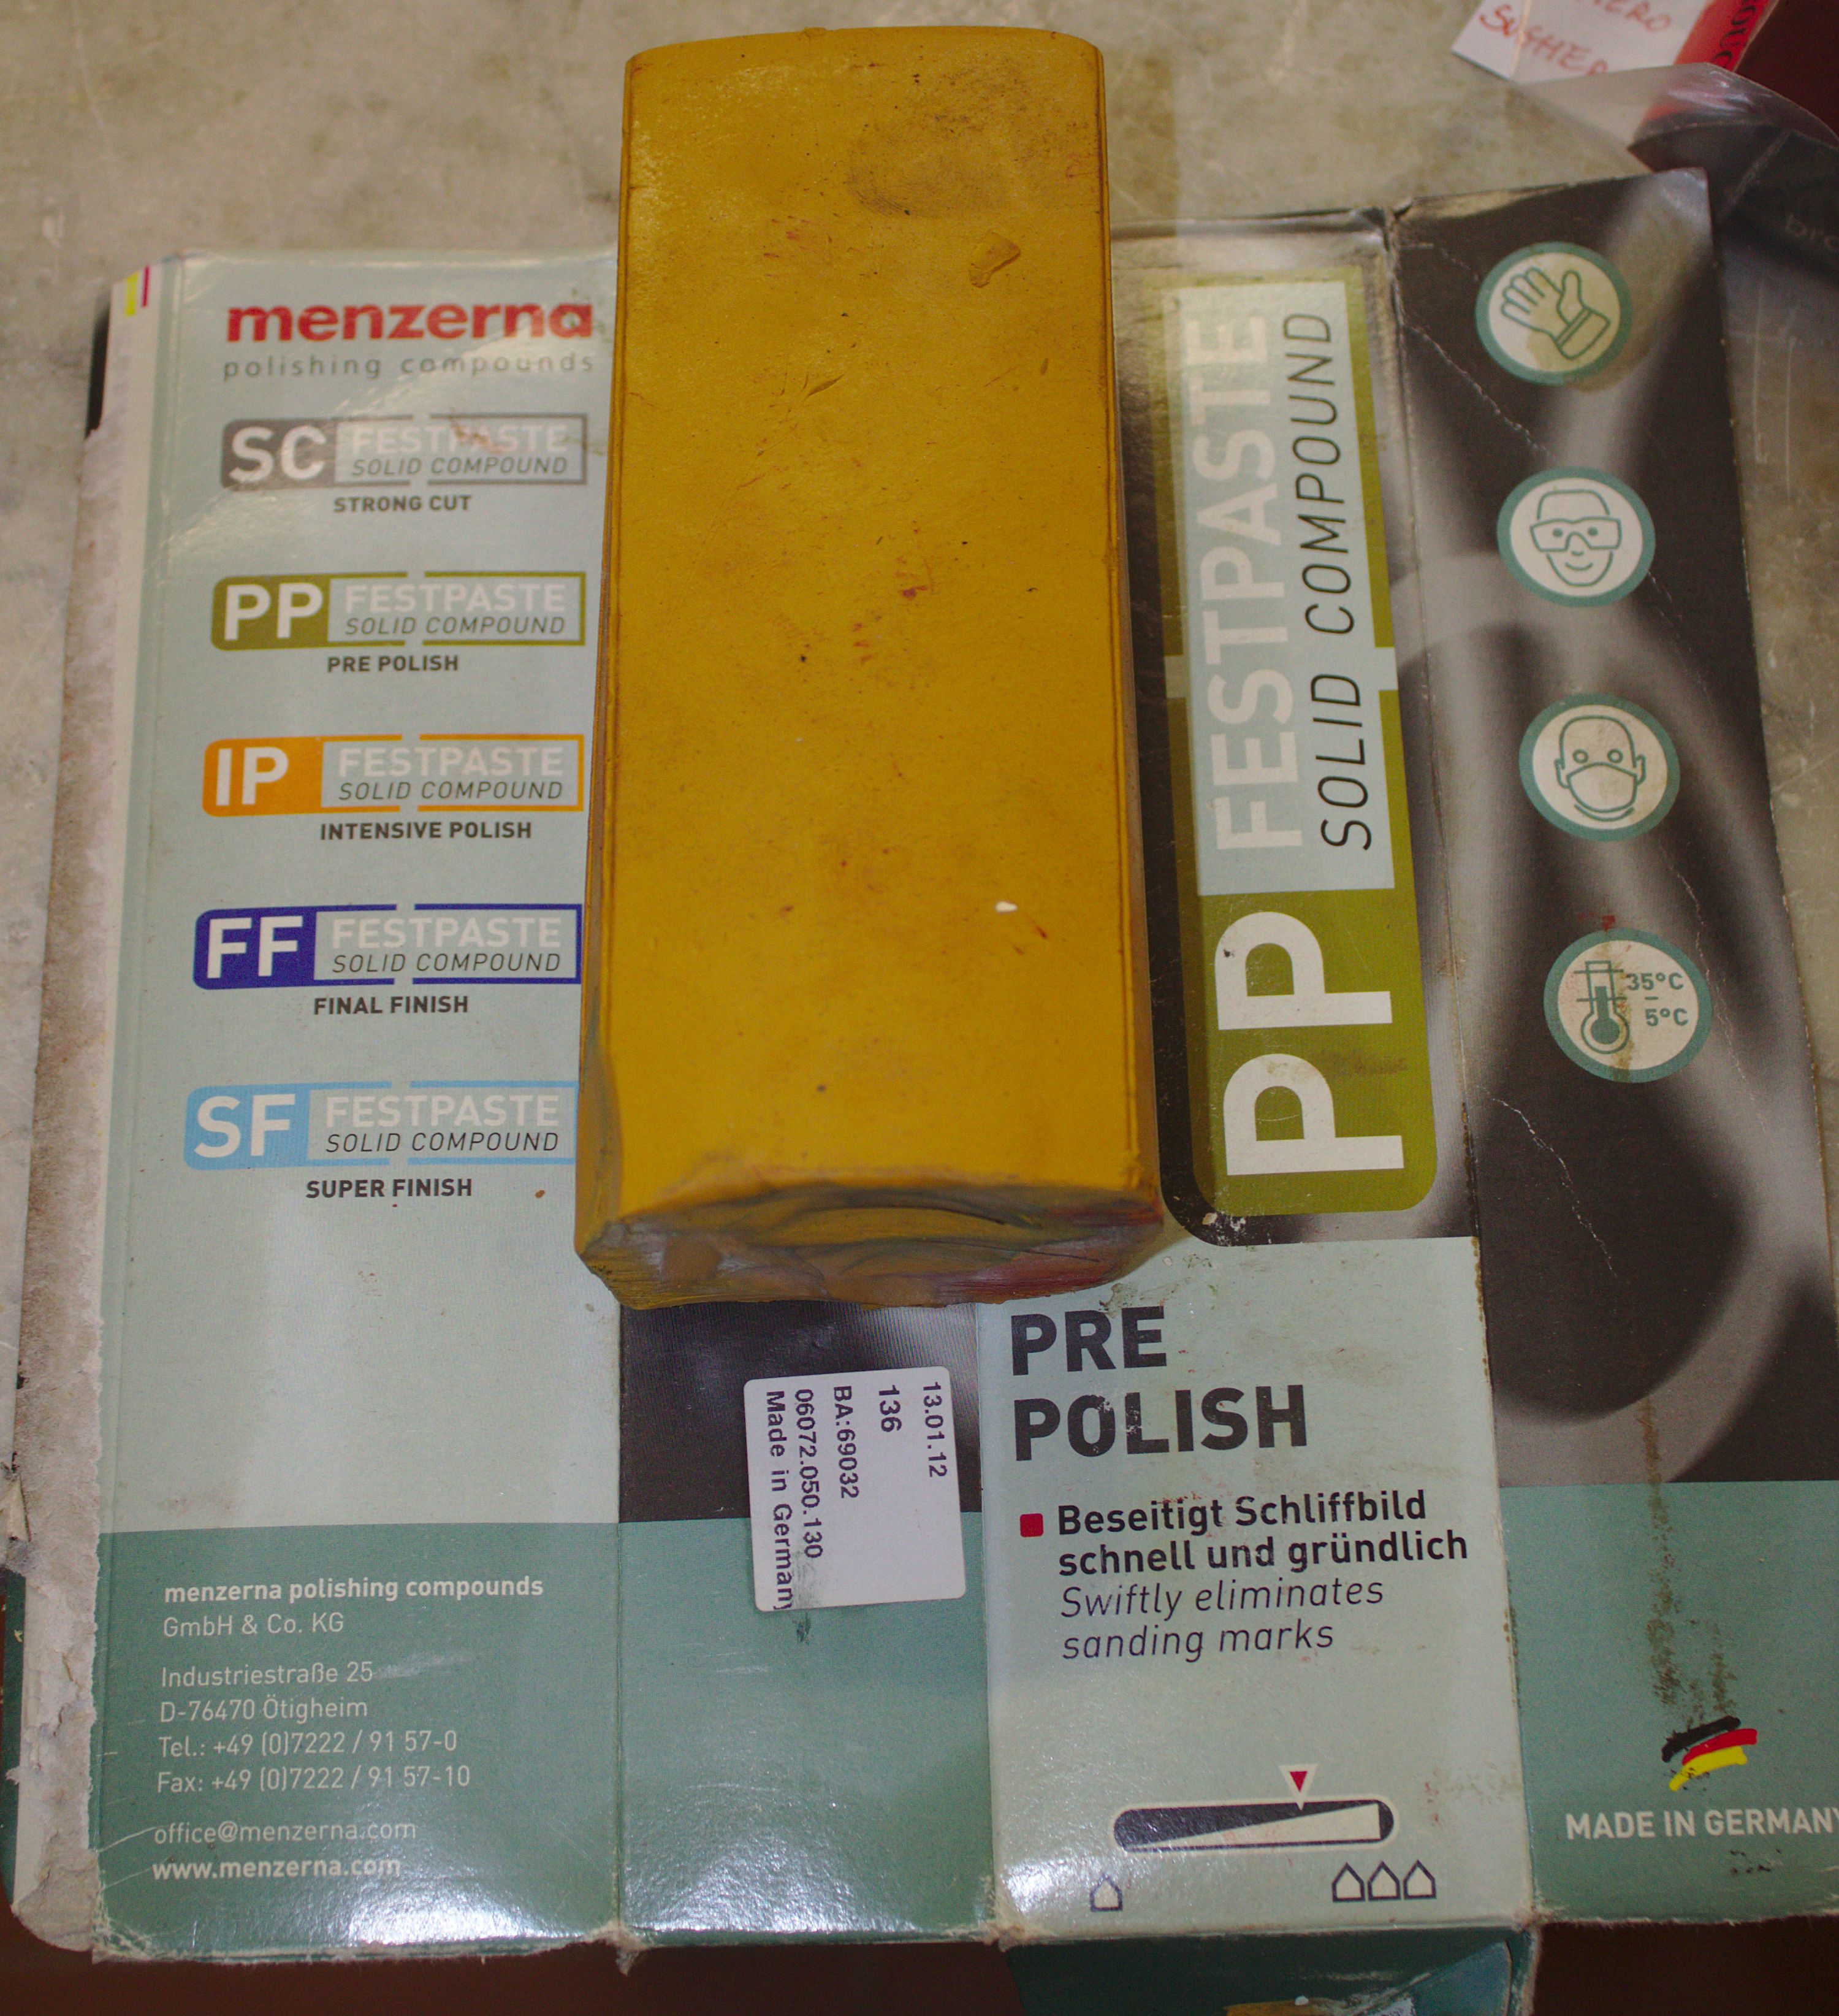 menzerna
polishing compounds
SC FESTPASTE
SOLID COMPOUND
STRONG CUT
PP FESTPASTE
SOLID COMPOUND
PRE POLISH
IP FESTPASTE
SOLID COMPOUND
INTENSIVE POLISH
FF FESTPASTE
SOLID COMPOUND
FINAL FINISH
SF FESTPASTE
SOLID COMPOUND
SUPER FINISH
menzerna polishing compounds
GmbH & Co. KG
Industriestraße 25
D-76470 Ötigheim
Tel.: +49 (0)7222 / 91 57-0
Fax: +49 (0)7222 / 91 57-10
office@menzerna.com
www.menzerna.com
13.01.12
136
BA:69032
06072.050.130
Made in Germany
PP FESTPASTE
SOLID COMPOUND
PRE
POLISH
Beseitigt Schliffbild
schnell und gründlich
Swiftly eliminates
sanding marks
35°C
5°C
MADE IN GERMANY